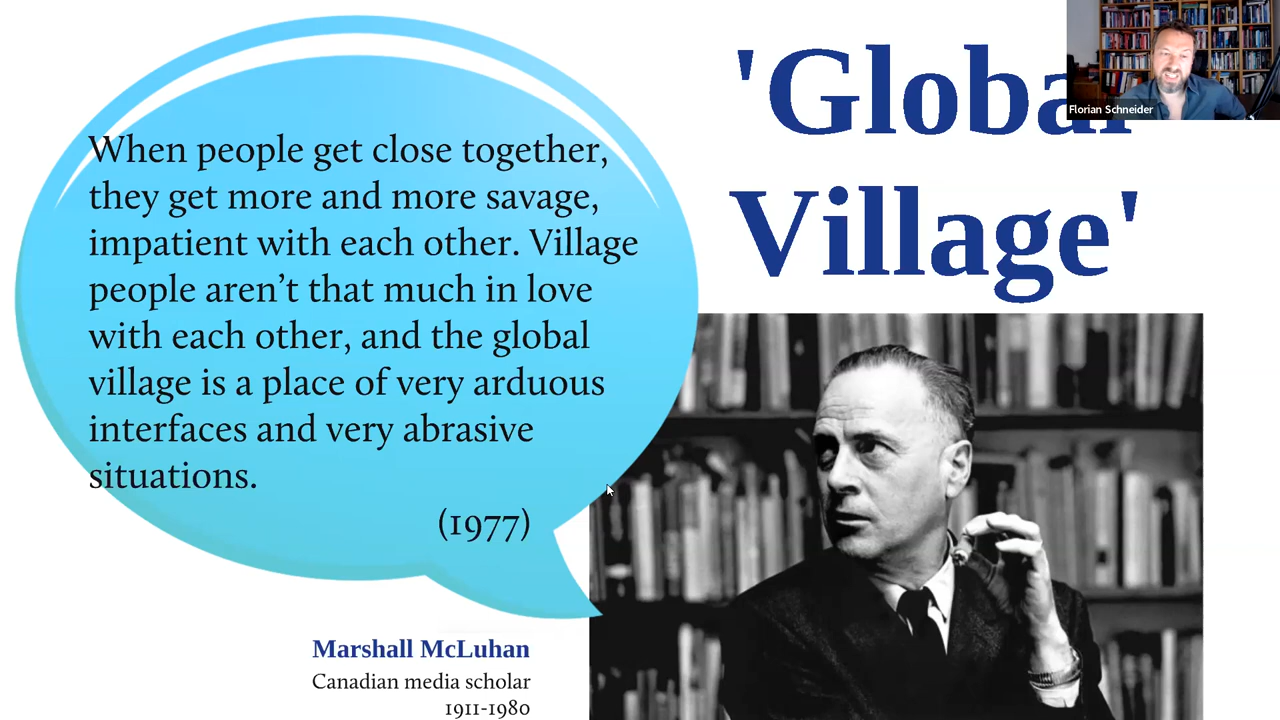 'Global
Village'
Florian Schneider
When people get close together,
they get more and more savage,
impatient with each other. Village
people aren’t that much in love
with each other, and the global
village is a place of very arduous
interfaces and very abrasive
situations.
(1977)
Marshall McLuhan
Canadian media scholar
1911-1980